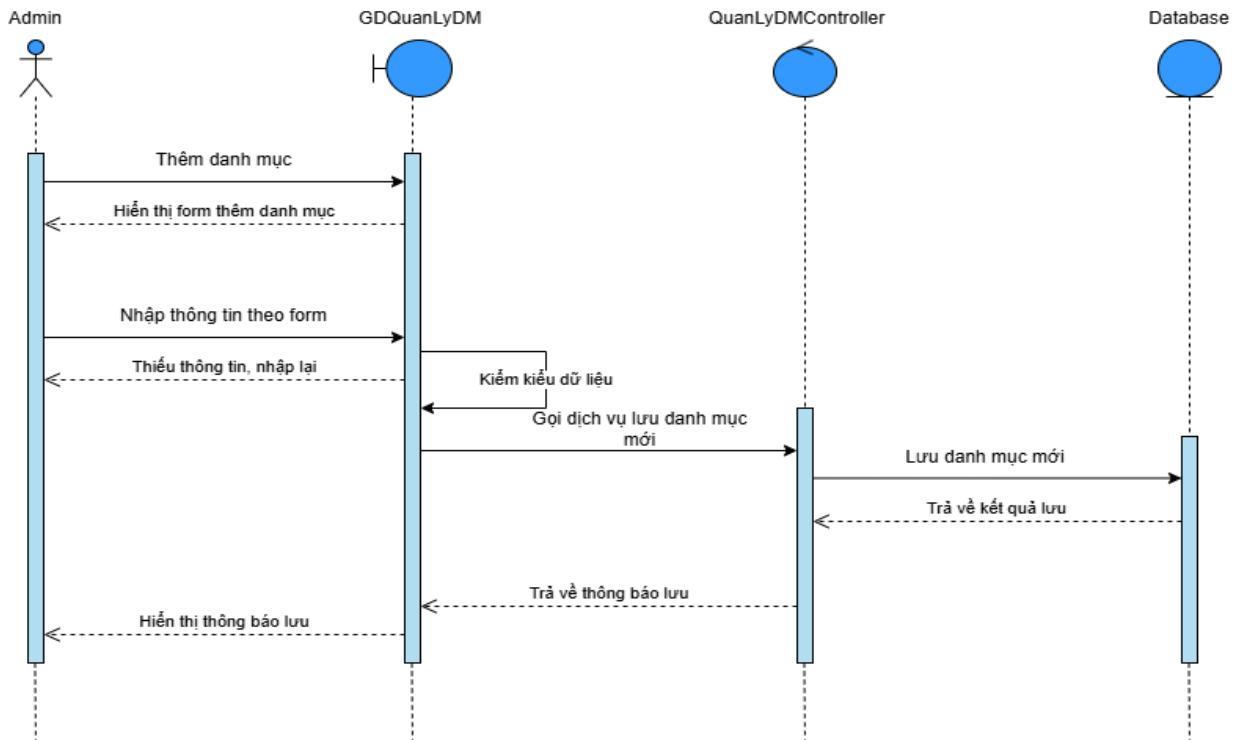 Admin
GDQuanLyDM
QuanLyDMController
Database
Thêm danh mục
Hiển thị form thêm danh mục
Nhập thông tin theo form
Thiếu thông tin, nhập lại
Kiểm kiểu dữ liệu
Gọi dịch vụ lưu danh mục
mới
Lưu danh mục mới
Trả về kết quả lưu
Trả về thông báo lưu
Hiển thị thông báo lưu